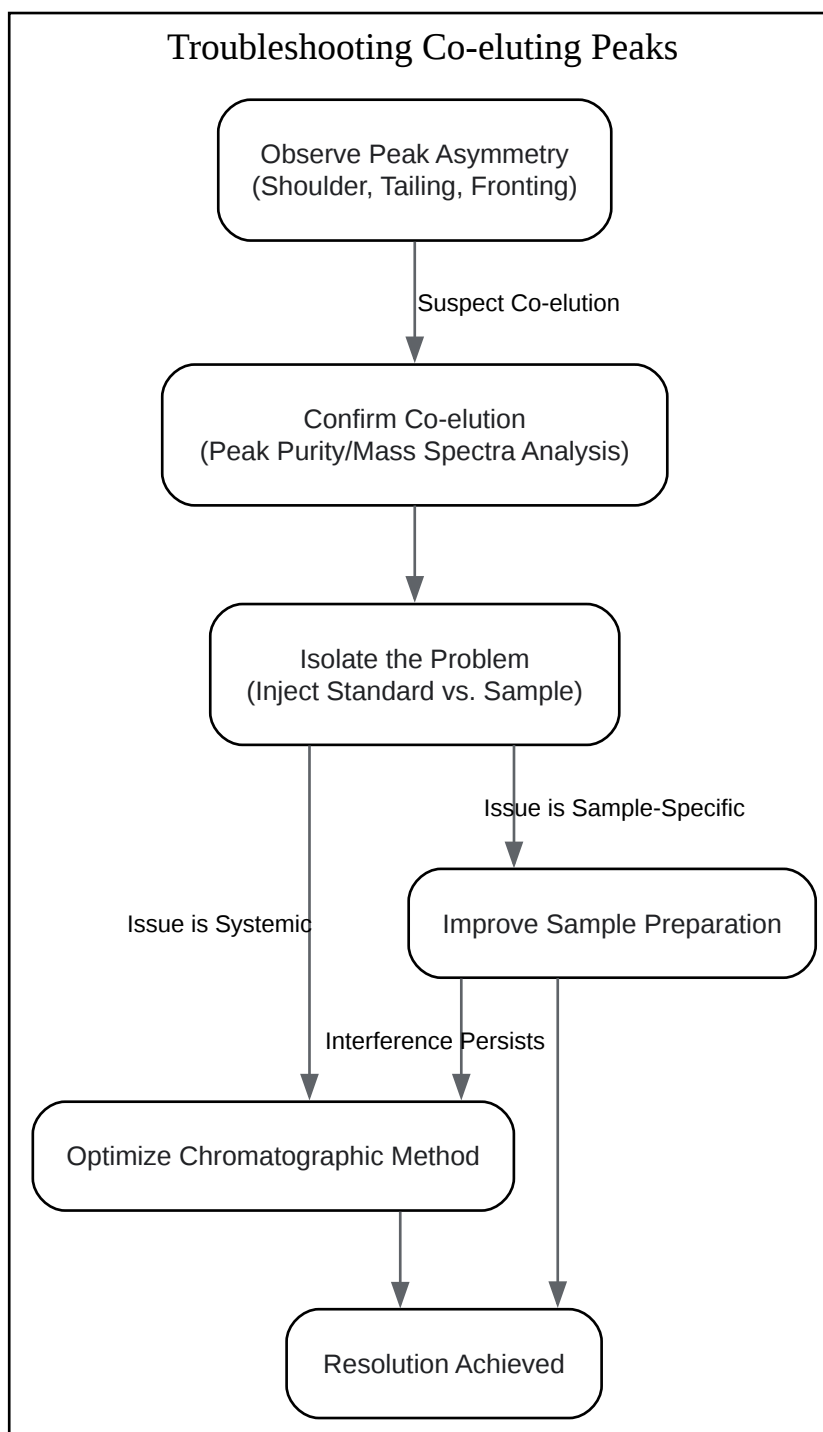 Troubleshooting Co-eluting Peaks
Observe Peak Asymmetry
(Shoulder, Tailing, Fronting)
Suspect Co-elution
Confirm Co-elution
(Peak Purity/Mass Spectra Analysis)
Isolate the Problem
(Inject Standard vs. Sample)
Issue is Sample-Specific
Issue is Systemic
Improve Sample Preparation
Interference Persists
Optimize Chromatographic Method
Resolution Achieved